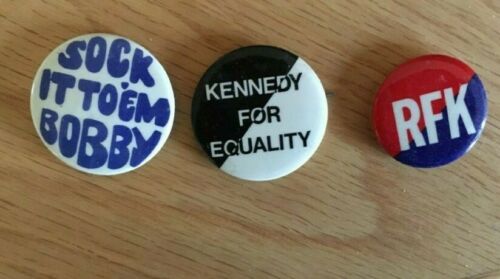 SOCK
IT TO'EM
BOBBY
KENNEDY
FOR
EQUALITY
RFK